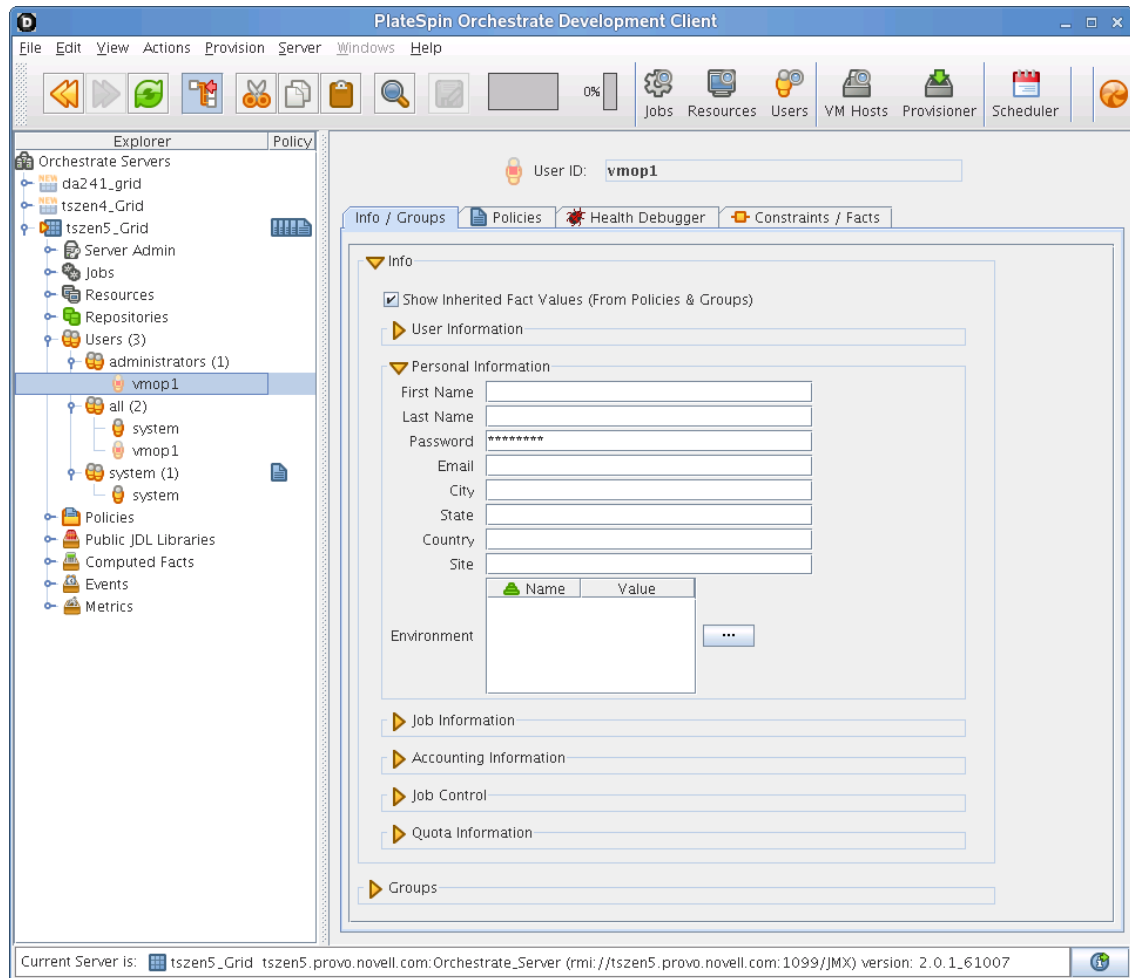 PlateSpin Orchestrate Development Client
File Edit View Actions Provision Server Windows Help
0% Jobs Resources Users VM Hosts Provisioner Scheduler
Explorer Policy
Orchestrate Servers
NEW da241_grid
NEW tszen4_Grid
tszen5_Grid
Server Admin
Jobs
Resources
Repositories
Users (3)
administrators (1)
vmop1
all (2)
system
vmop1
system (1)
system
Policies
Public JDL Libraries
Computed Facts
Events
Metrics
User ID: vmop1
Info / Groups Policies Health Debugger Constraints / Facts
Info
Show Inherited Fact Values (From Policies & Groups)
User Information
Personal Information
First Name
Last Name
Password ********
Email
City
State
Country
Site
Name Value
Environment ...
Job Information
Accounting Information
Job Control
Quota Information
Groups
Current Server is: tszen5_Grid tszen5.provo.novell.com:Orchestrate_Server (rmi://tszen5.provo.novell.com:1099/JMX) version: 2.0.1_61007